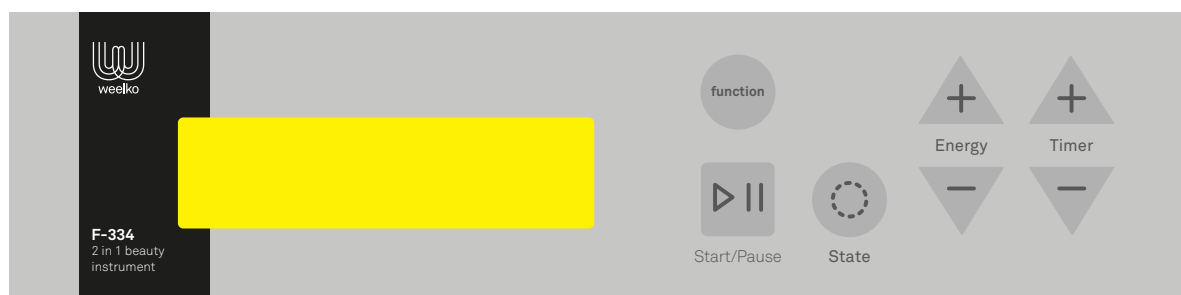 weelko
F-334
2 in 1 beauty
instrument
function
Energy
Timer
Start/Pause
State